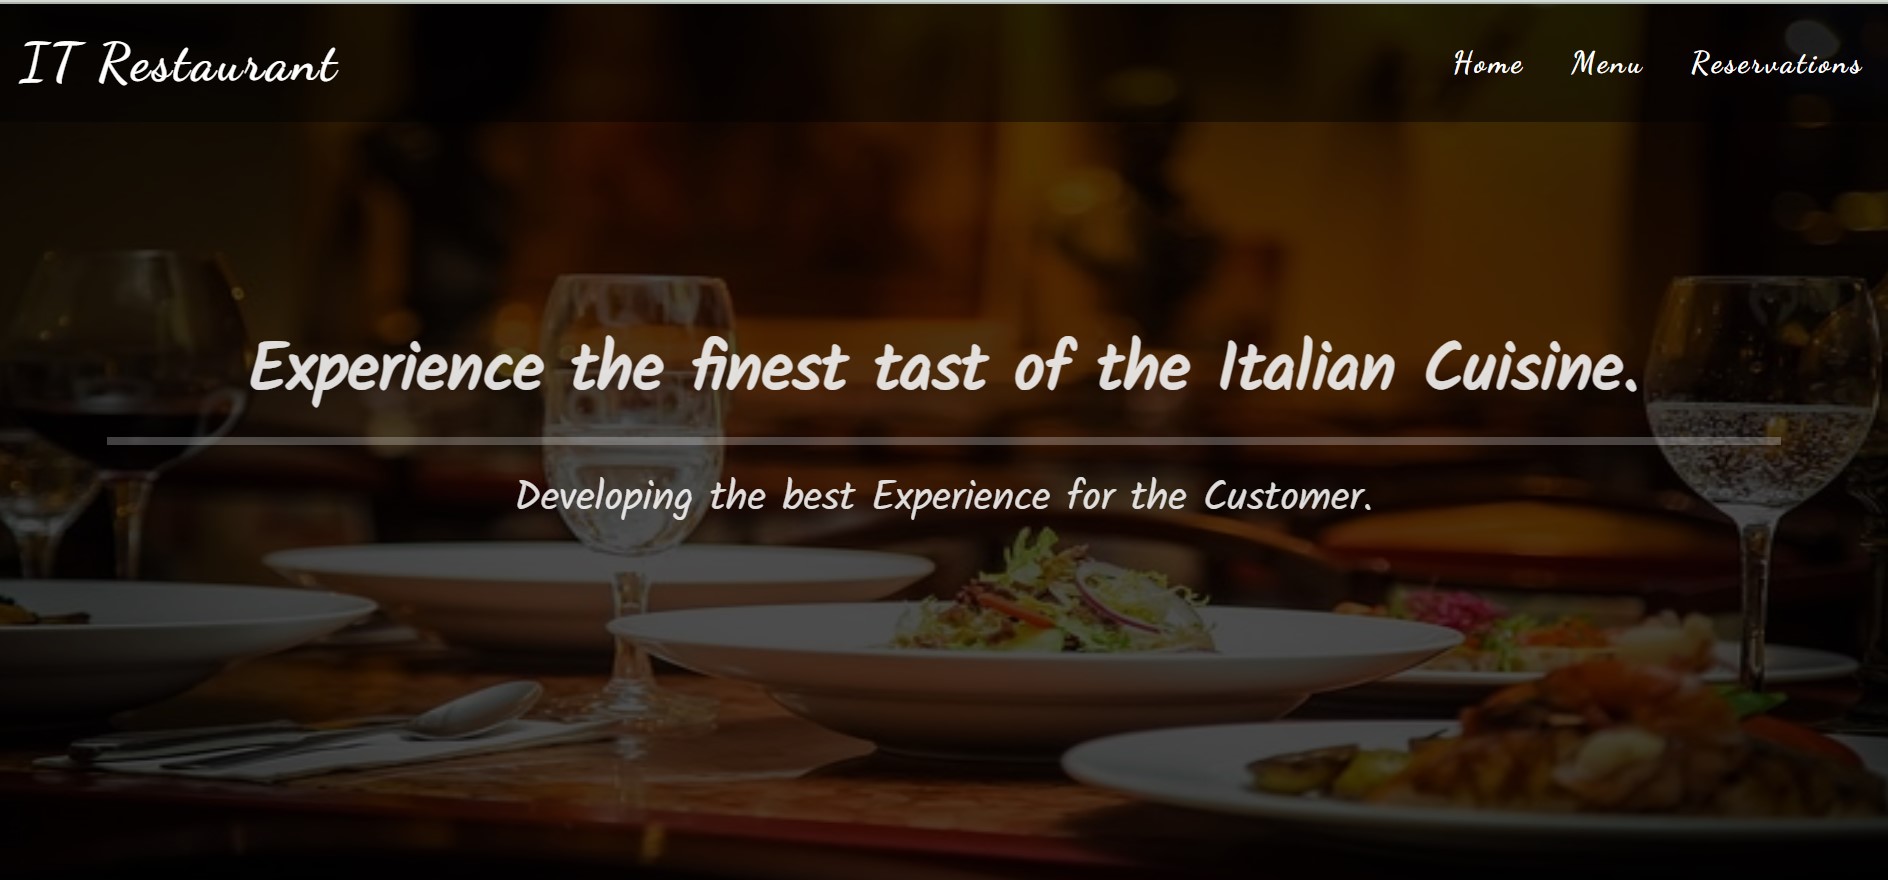 IT Restaurant
Home Menu Reservations
Experience the finest tast of the Italian Cuisine.
Developing the best Experience for the Customer.